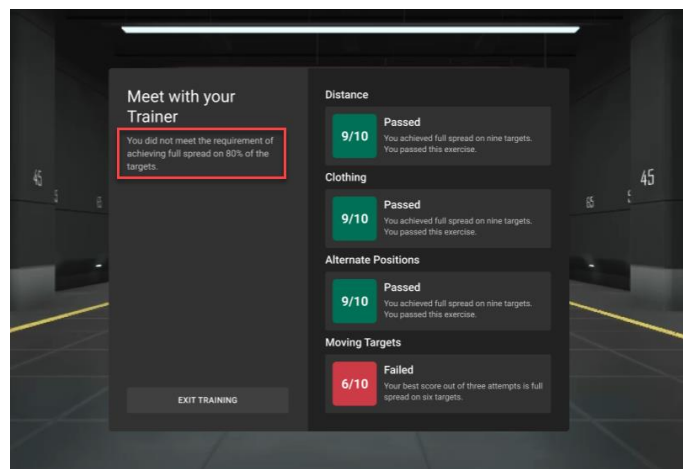 Meet with your
Trainer
You did not meet the requirement of
achieving full spread on 80% of the
targets.
EXIT TRAINING
Distance
9/10
Passed
You achieved full spread on nine targets.
You passed this exercise.
Clothing
9/10
Passed
You achieved full spread on nine targets.
You passed this exercise.
Alternate Positions
9/10
Passed
You achieved full spread on nine targets.
You passed this exercise.
Moving Targets
6/10
Failed
Your best score out of three attempts is full
spread on six targets.
45
45